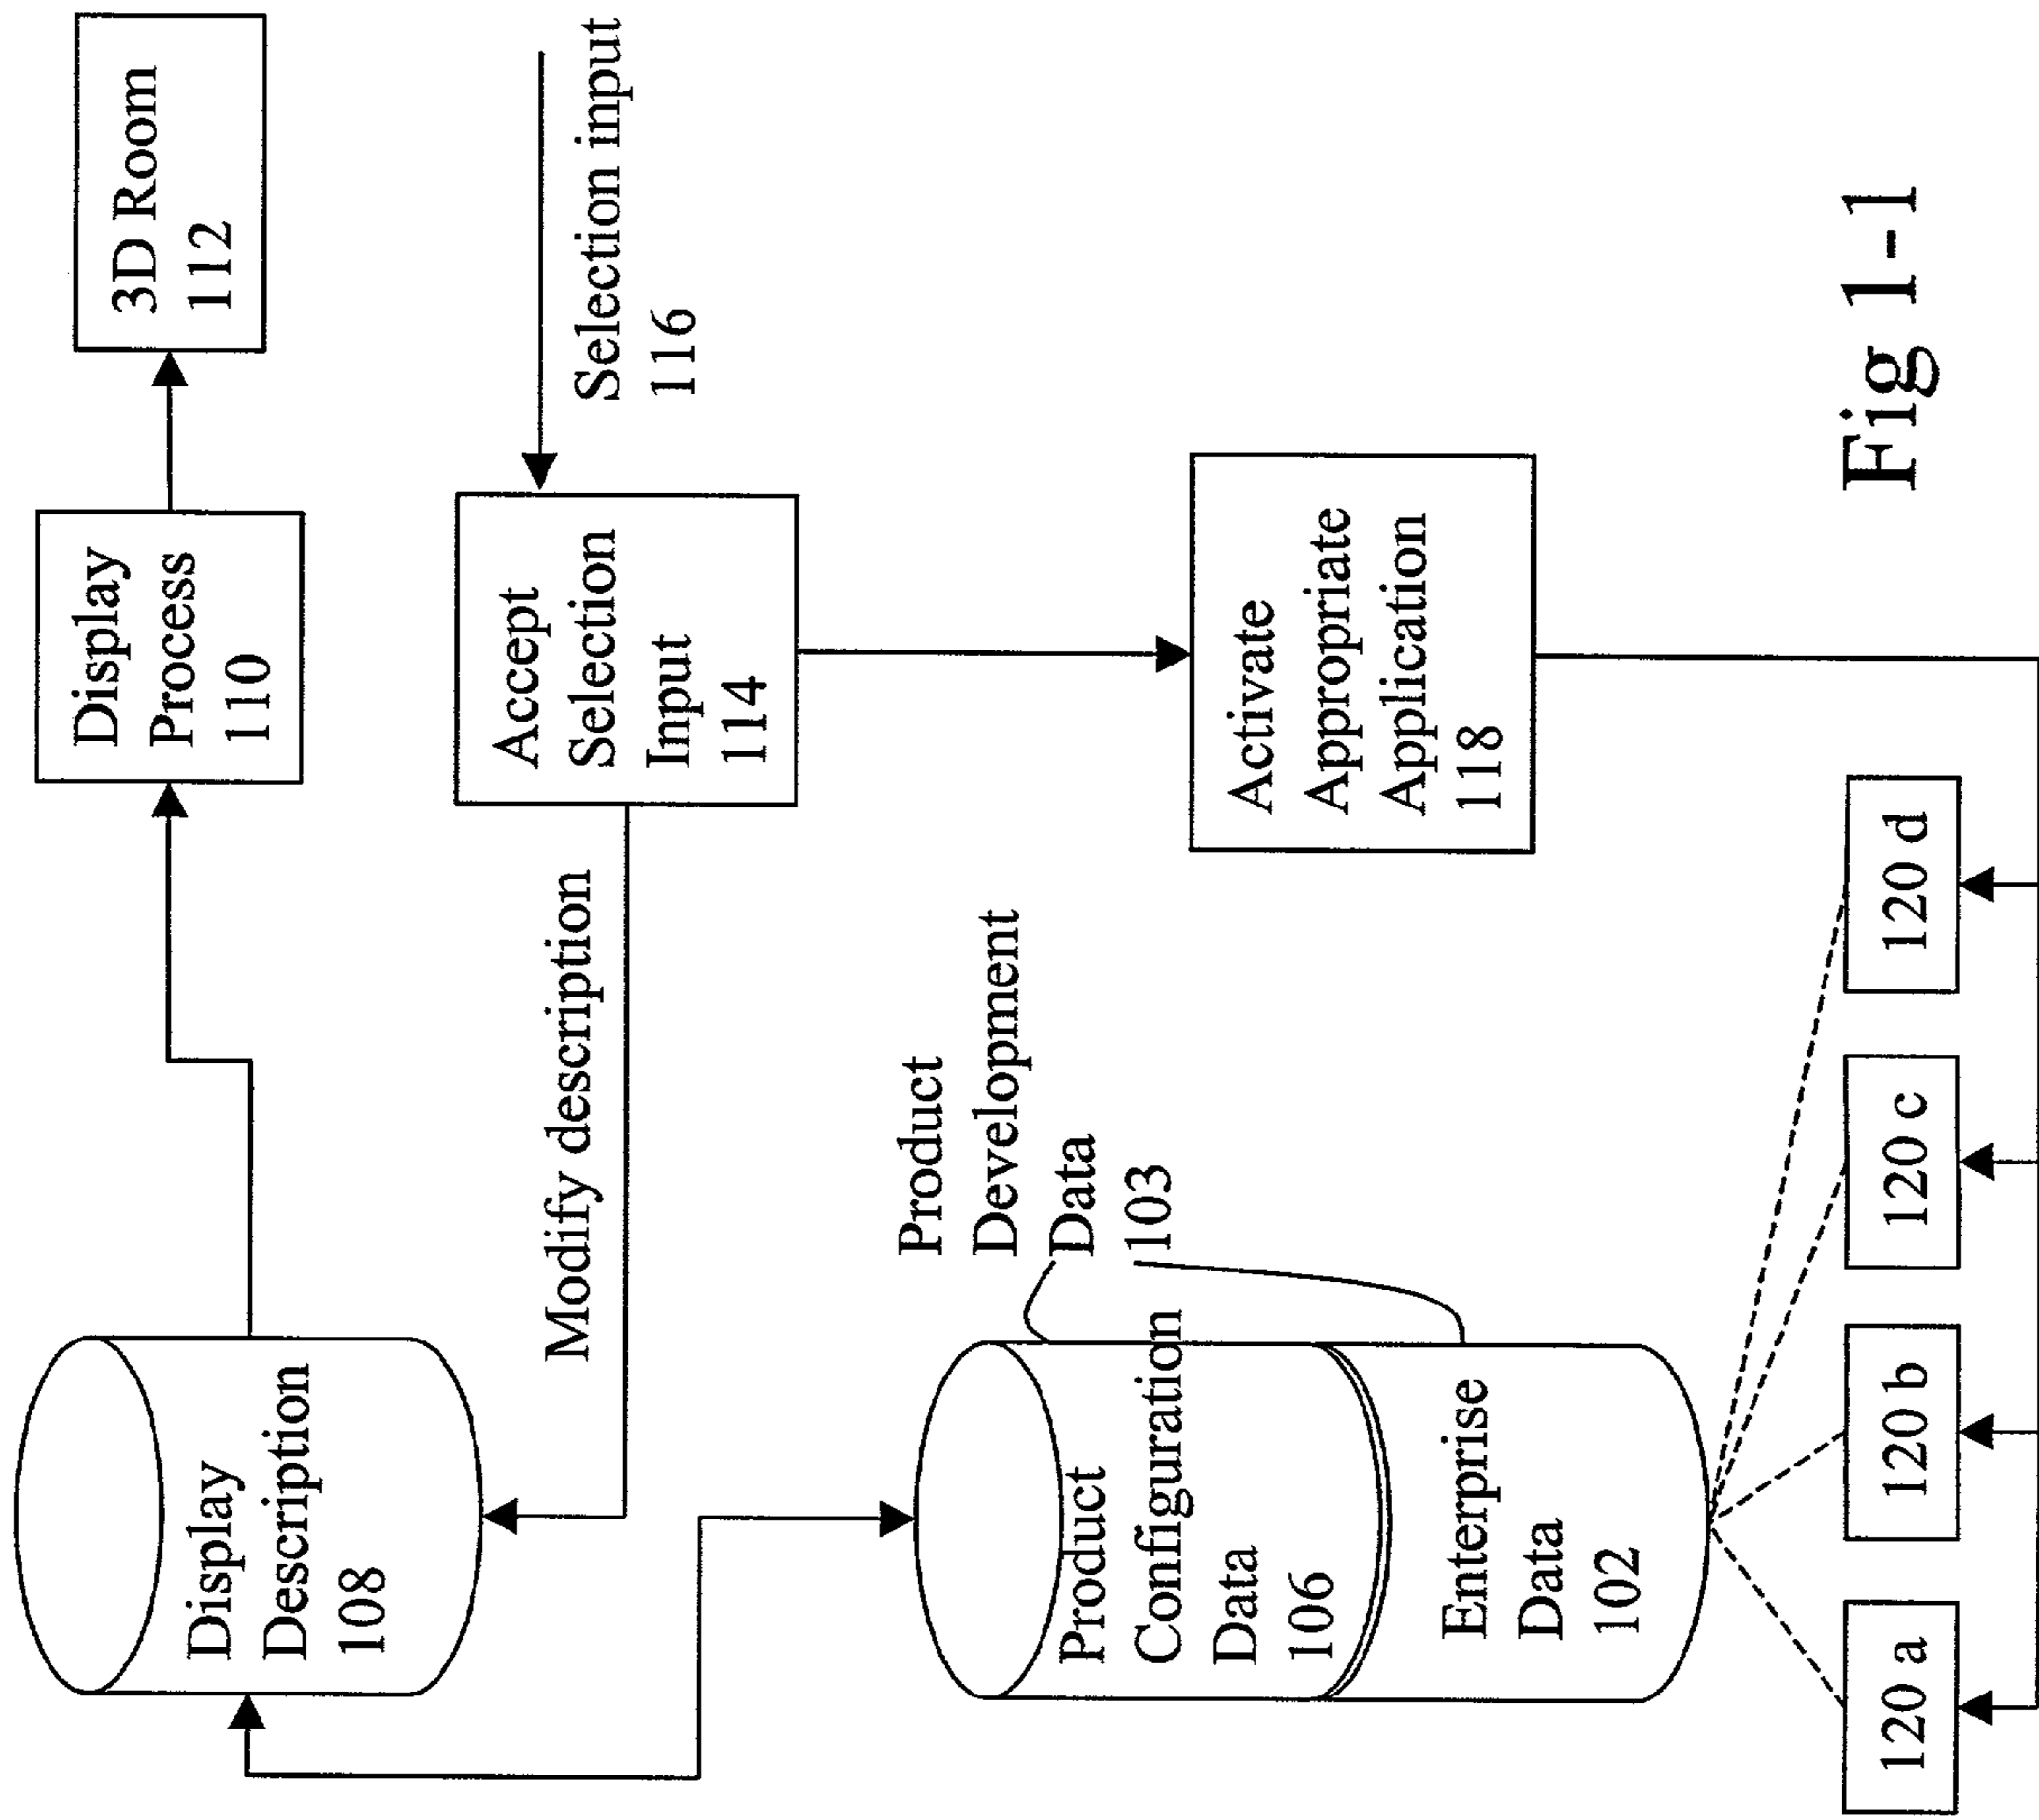 Display
Description
108
Display
Process
110
3D Room
112
Modify description
Accept
Selection
Input
114
Selection input
116
Product
Development
Data
103
Product
Configuration
Data
106
Enterprise
Data
102
Activate
Appropriate
Application
118
120 a
120 b
120 c
120 d
Fig 1-1